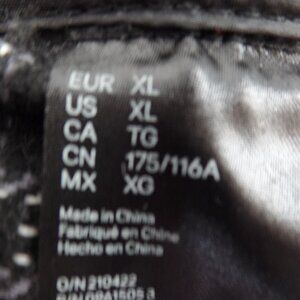 EUR XL
US XL
CA TG
CN 175/116A
MX XG
Made in China
Fabriqué en Chine
Hecho en China
O/N 210422